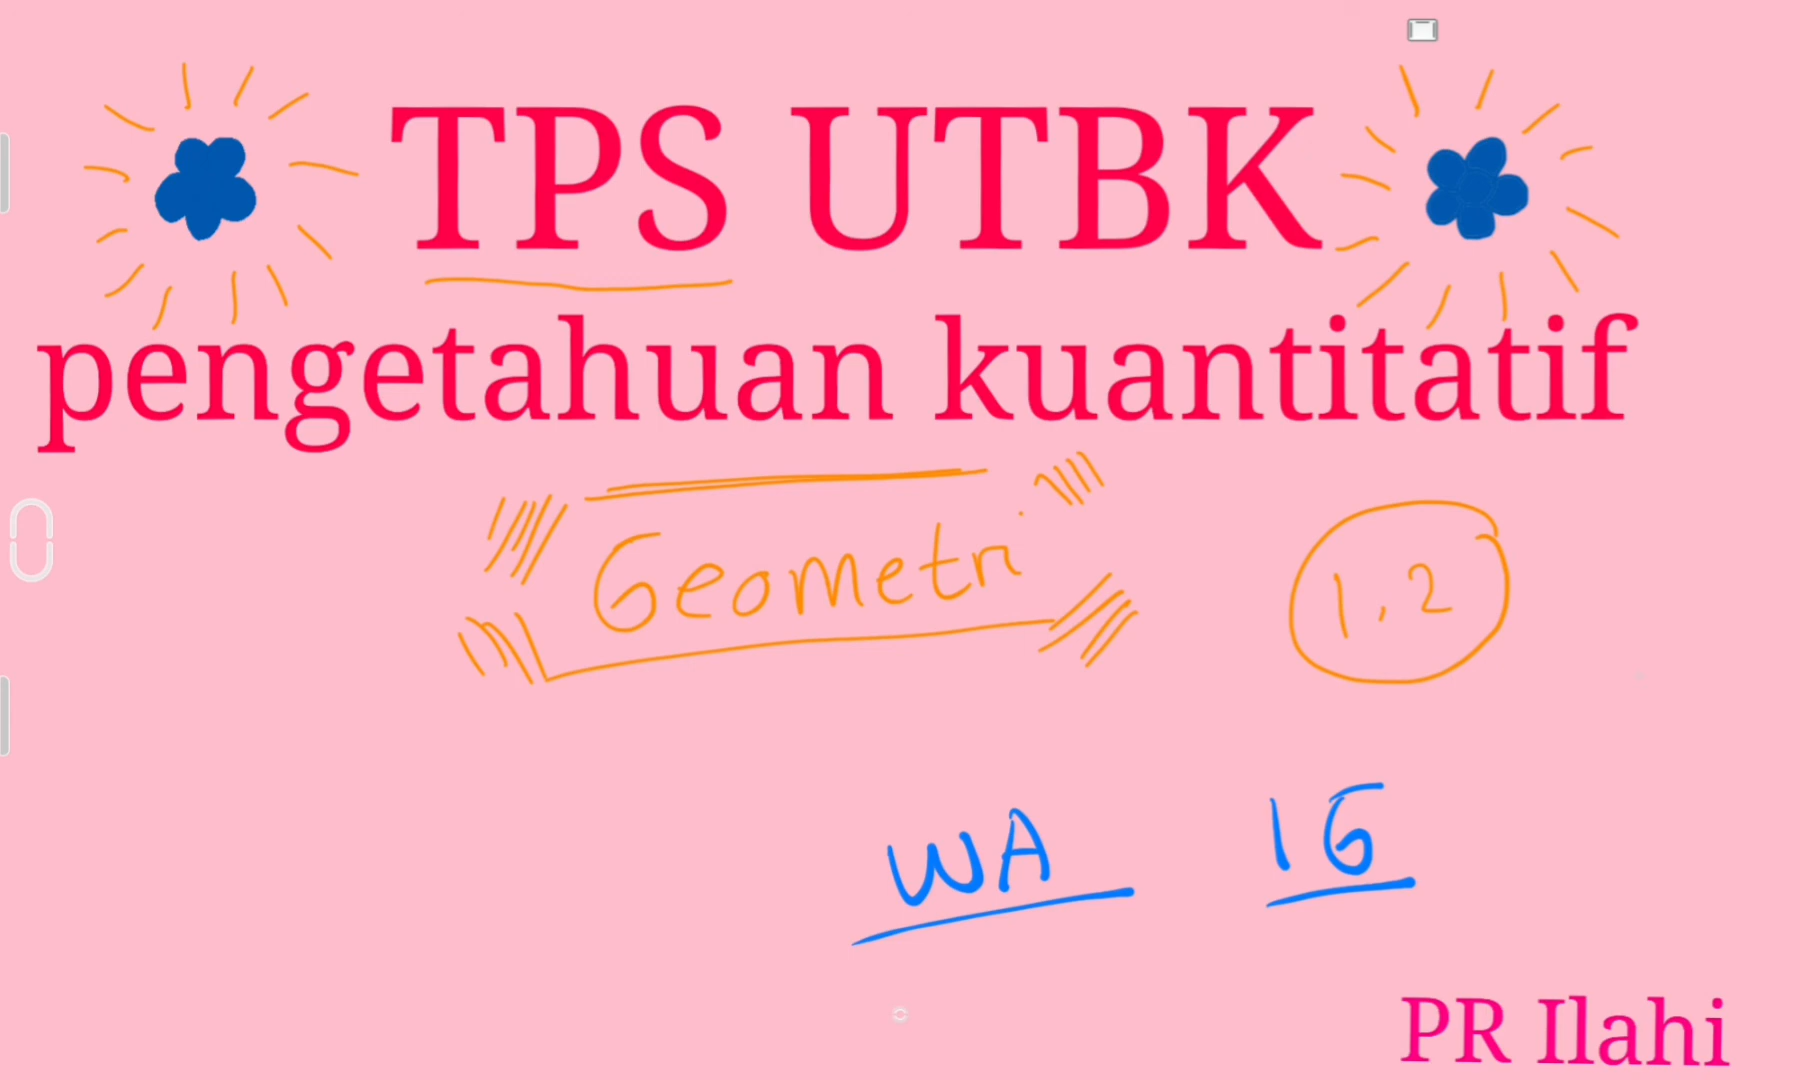 TPS UTBK
pengetahuan kuantitatif
Geometri
1,2
WA IG
PR Ilahi